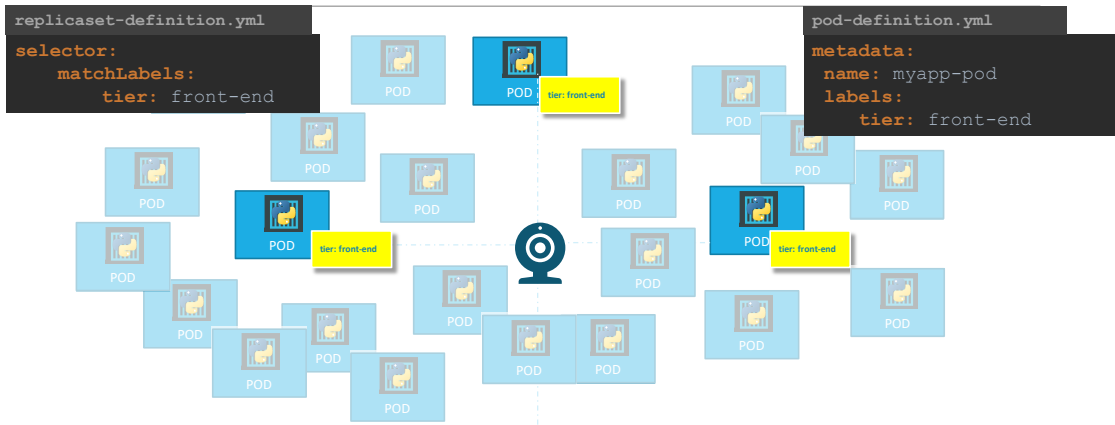 replicaset-definition.yml
selector:
matchLabels:
tier: front-end
pod-definition.yml
metadata:
name: myapp-pod
labels:
tier: front-end
POD
POD
tier: front-end
POD
POD
POD
POD
POD
POD
POD
POD
tier: front-end
POD
tier: front-end
POD
POD
POD
POD
POD
POD
POD
POD
POD
POD
POD
POD